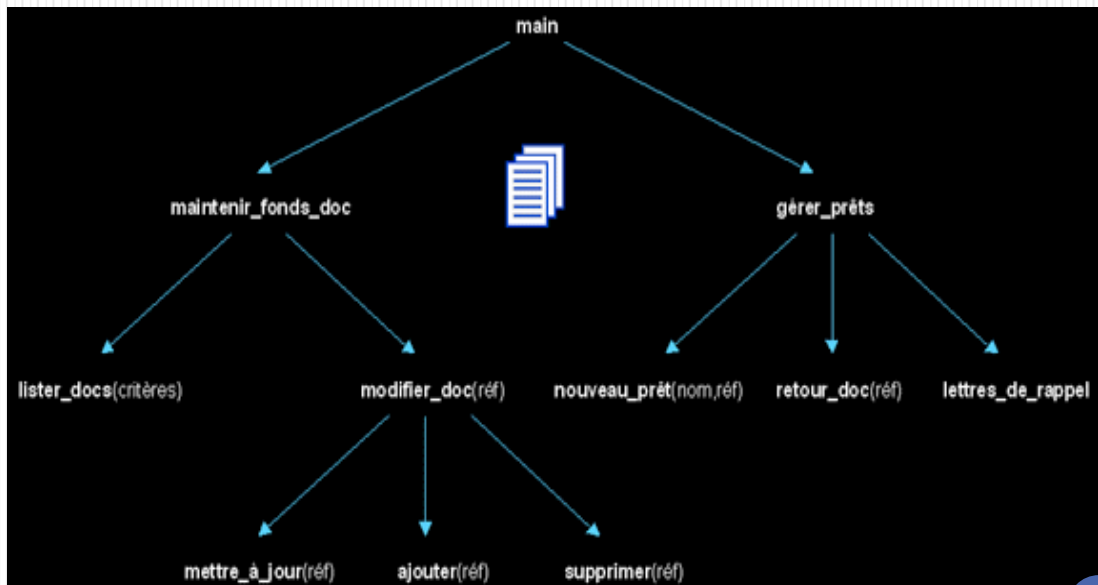 main
maintenir_fonds_doc gérer_prêts
lister_docs(critères) modifier_doc(réf) nouveau_prêt(nom,réf) retour_doc(réf) lettres_de_rappel
mettre_à_jour(réf) ajouter(réf) supprimer(réf)